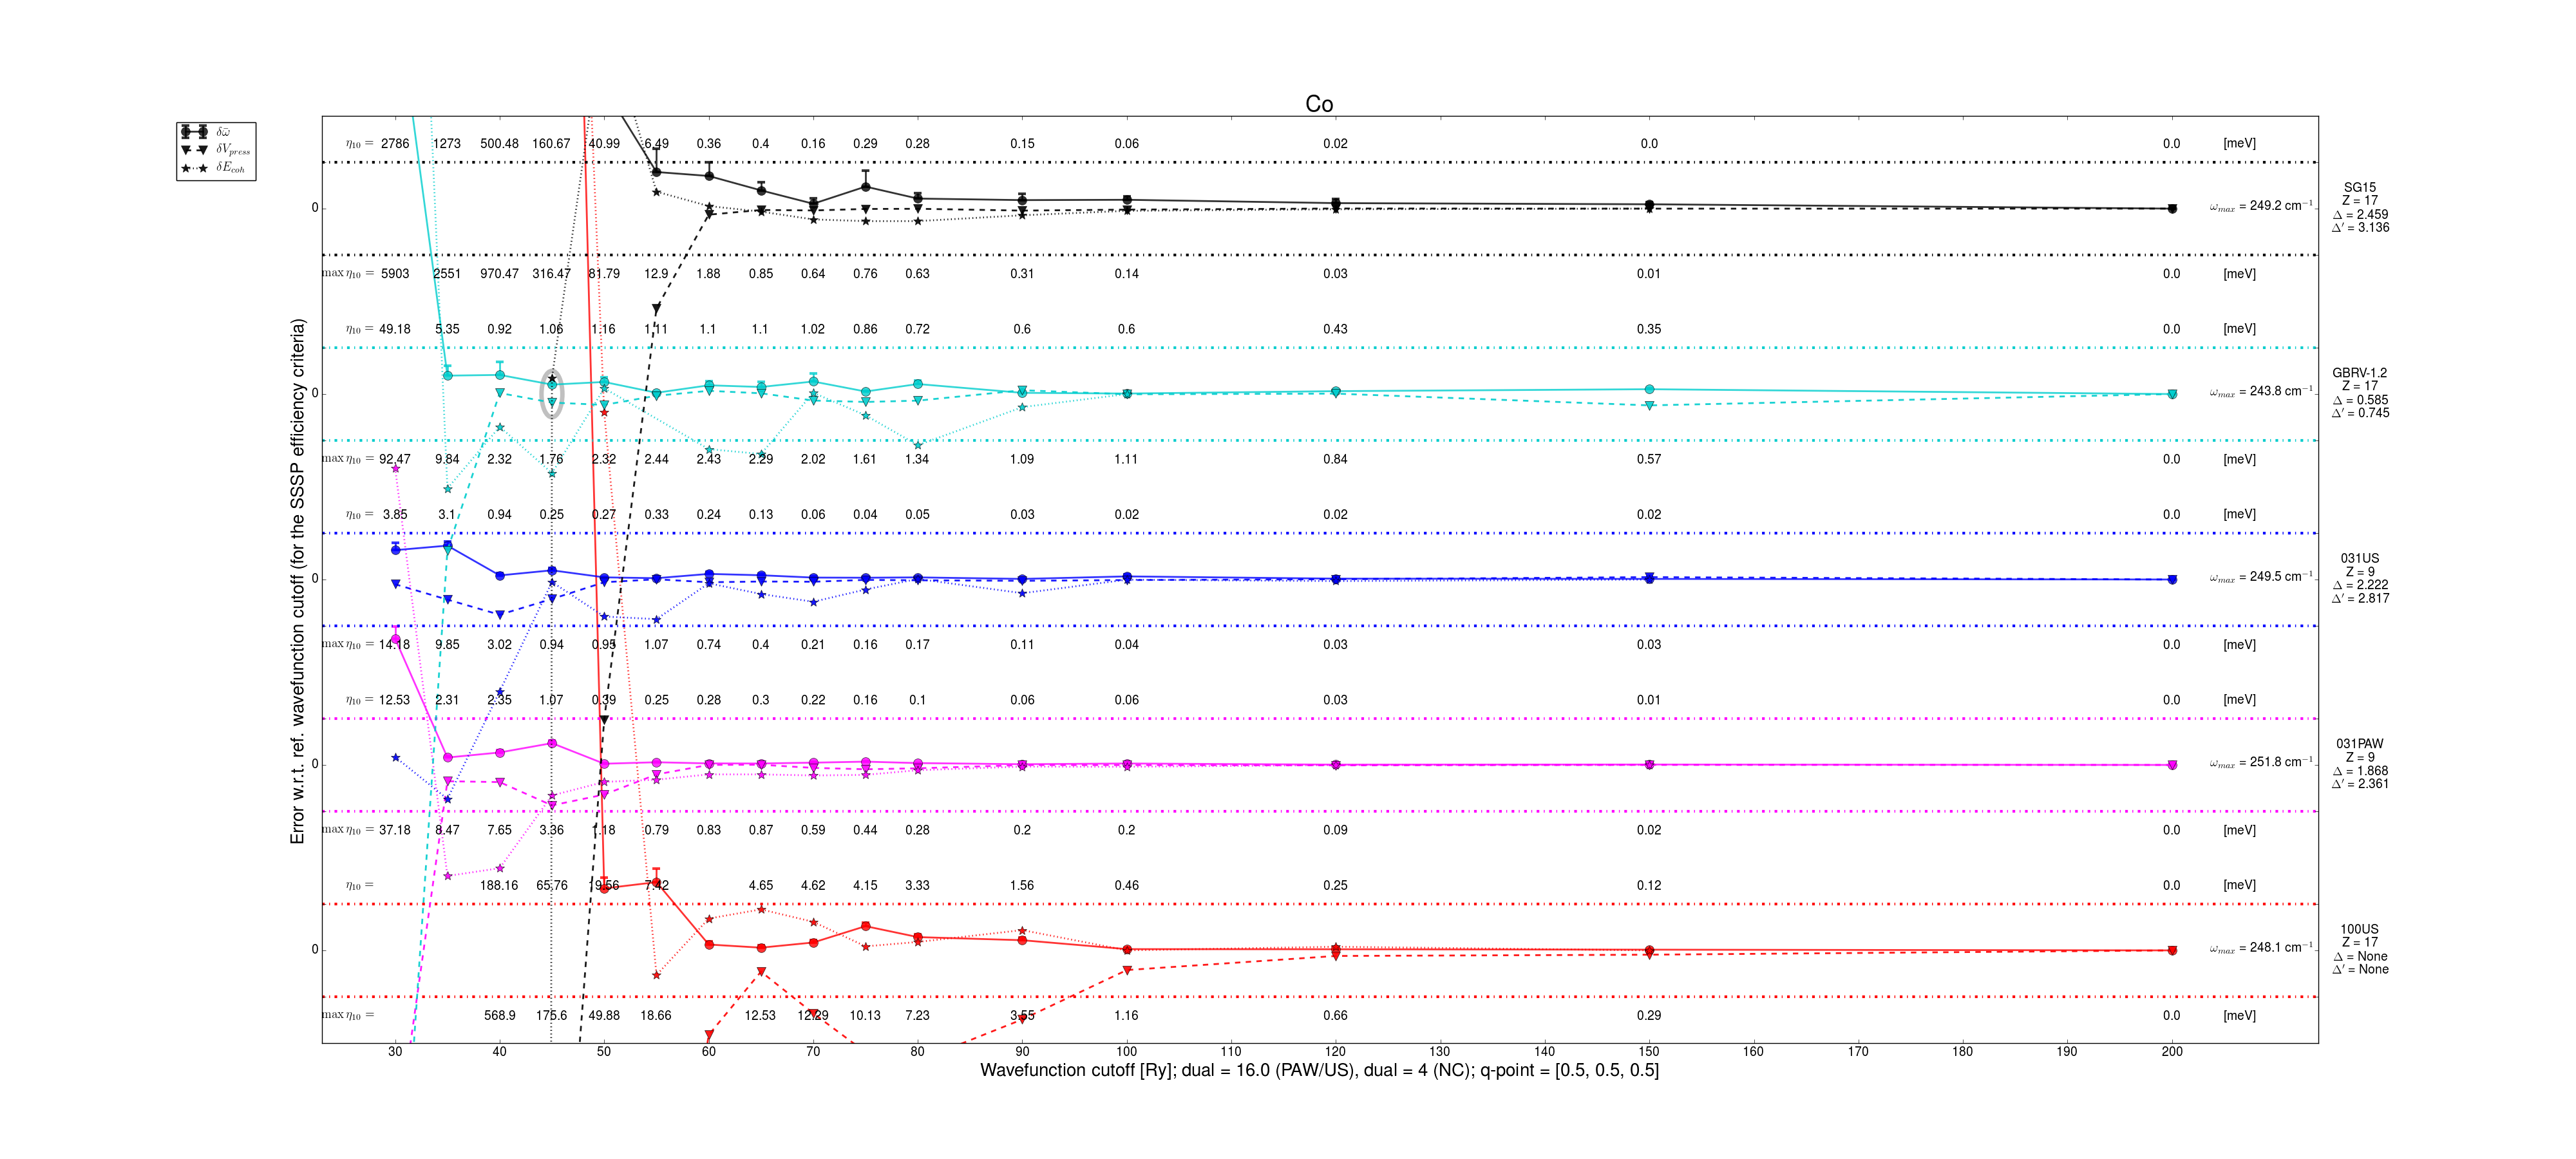 Co
δω̄
δV_press
δE_coh
Error w.r.t. ref. wavefunction cutoff (for the SSSP efficiency criteria)
η₁₀ = 2786 1273 500.48 160.67 40.99 6.49 0.36 0.4 0.16 0.29 0.28 0.15 0.06 0.02 0.0 0.0 [meV]
0
ω_max = 249.2 cm⁻¹
SG15
Z = 17
Δ = 2.459
Δ′ = 3.136
max η₁₀ = 5903 2551 970.47 316.47 81.79 12.9 1.88 0.85 0.64 0.76 0.63 0.31 0.14 0.03 0.01 0.0 [meV]
η₁₀ = 49.18 5.35 0.92 1.06 1.16 1.11 1.1 1.1 1.02 0.86 0.72 0.6 0.6 0.43 0.35 0.0 [meV]
0
ω_max = 243.8 cm⁻¹
GBRV-1.2
Z = 17
Δ = 0.585
Δ′ = 0.745
max η₁₀ = 92.47 9.84 2.32 1.76 2.32 2.44 2.43 2.29 2.02 1.61 1.34 1.09 1.11 0.84 0.57 0.0 [meV]
η₁₀ = 3.85 3.1 0.94 0.25 0.27 0.33 0.24 0.13 0.06 0.04 0.05 0.03 0.02 0.02 0.02 0.0 [meV]
0
ω_max = 249.5 cm⁻¹
031US
Z = 9
Δ = 2.222
Δ′ = 2.817
max η₁₀ = 14.18 9.85 3.02 0.94 0.95 1.07 0.74 0.4 0.21 0.16 0.17 0.11 0.04 0.03 0.03 0.0 [meV]
η₁₀ = 12.53 2.31 2.35 1.07 0.39 0.25 0.28 0.3 0.22 0.16 0.1 0.06 0.06 0.03 0.01 0.0 [meV]
0
ω_max = 251.8 cm⁻¹
031PAW
Z = 9
Δ = 1.868
Δ′ = 2.361
max η₁₀ = 37.18 8.47 7.65 3.36 1.18 0.79 0.83 0.87 0.59 0.44 0.28 0.2 0.2 0.09 0.02 0.0 [meV]
η₁₀ = 188.16 65.76 19.56 7.42 4.65 4.62 4.15 3.33 1.56 0.46 0.25 0.12 0.0 [meV]
0
ω_max = 248.1 cm⁻¹
100US
Z = 17
Δ = None
Δ′ = None
max η₁₀ = 568.9 175.6 49.88 18.66 12.53 12.29 10.13 7.23 3.55 1.16 0.66 0.29 0.0 [meV]
30 40 50 60 70 80 90 100 110 120 130 140 150 160 170 180 190 200
Wavefunction cutoff [Ry]; dual = 16.0 (PAW/US), dual = 4 (NC); q-point = [0.5, 0.5, 0.5]